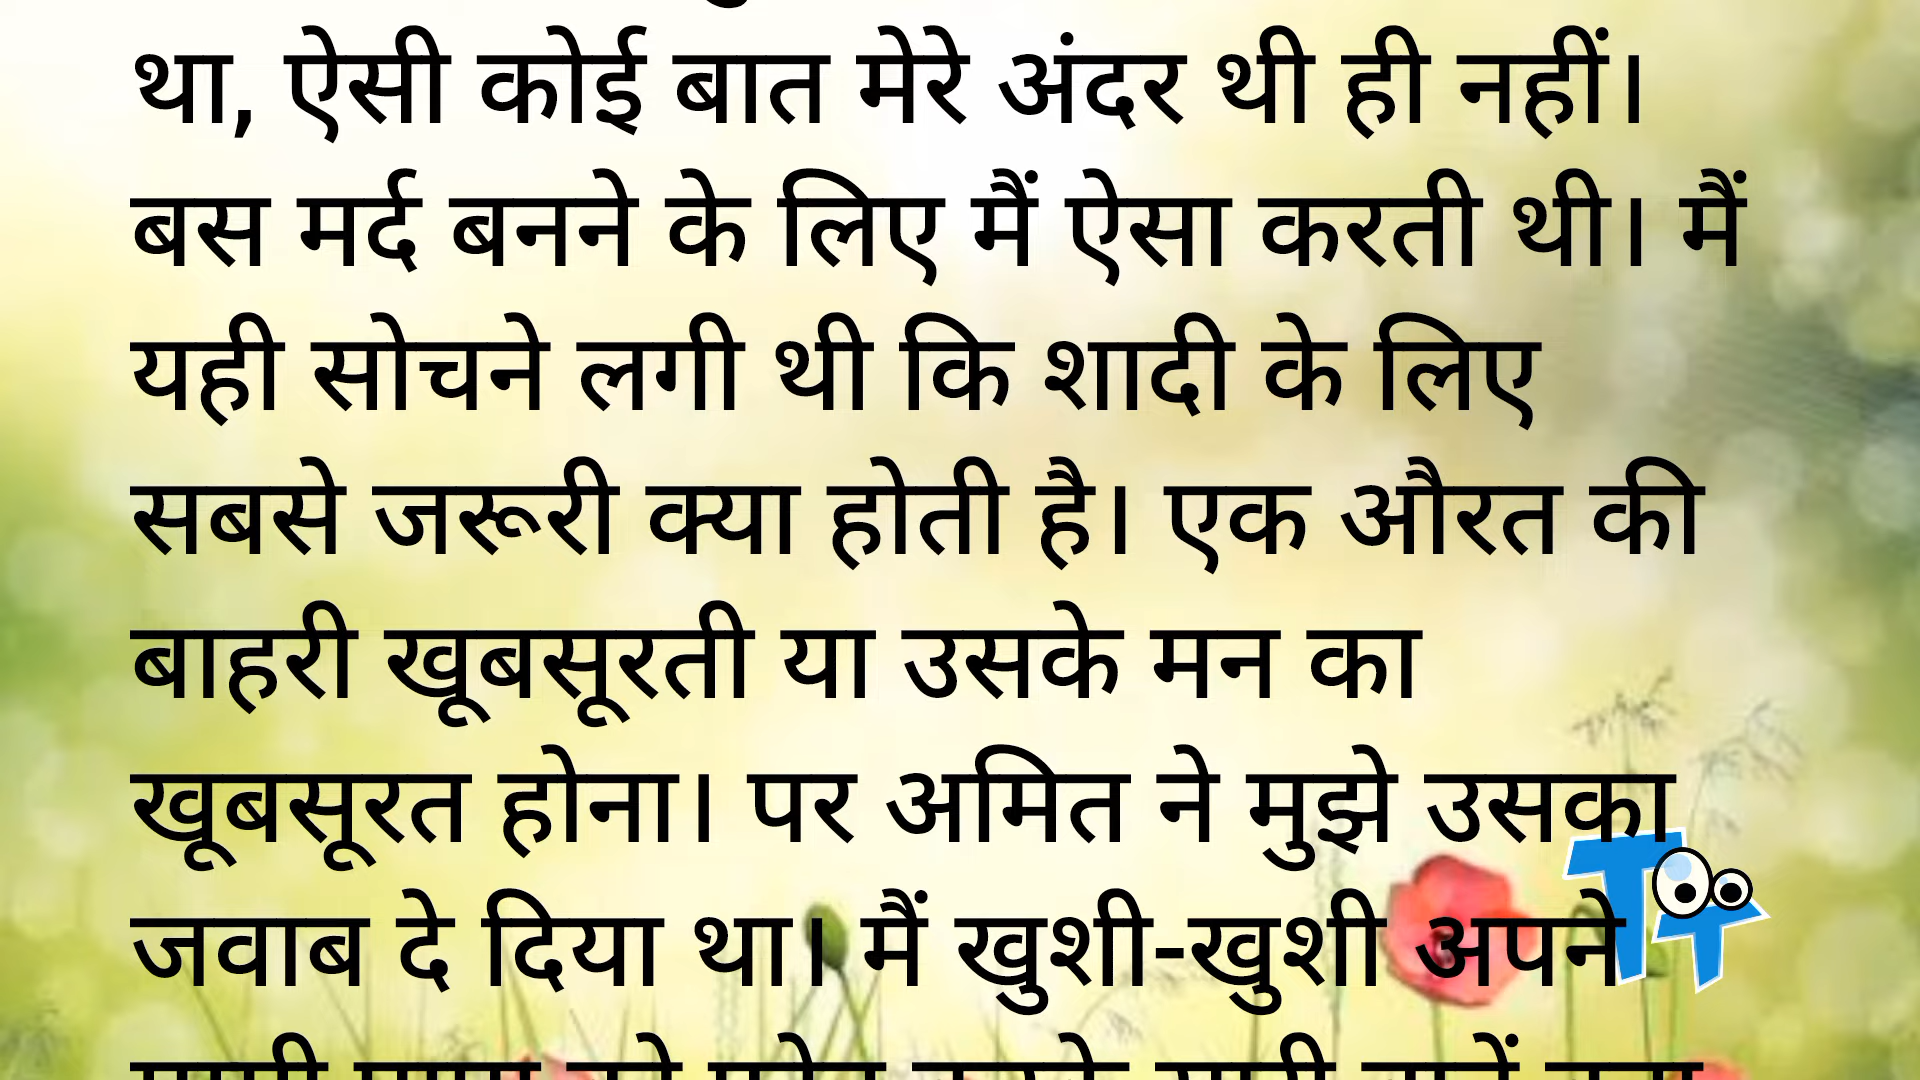 था, ऐसी कोई बात मेरे अंदर थी ही नहीं।
बस मर्द बनने के लिए मैं ऐसा करती थी। मैं
यही सोचने लगी थी कि शादी के लिए
सबसे जरूरी क्या होती है। एक औरत की
बाहरी खूबसूरती या उसके मन का
खूबसूरत होना। पर अमित ने मुझे उसका
जवाब दे दिया था। मैं खुशी-खुशी अपने